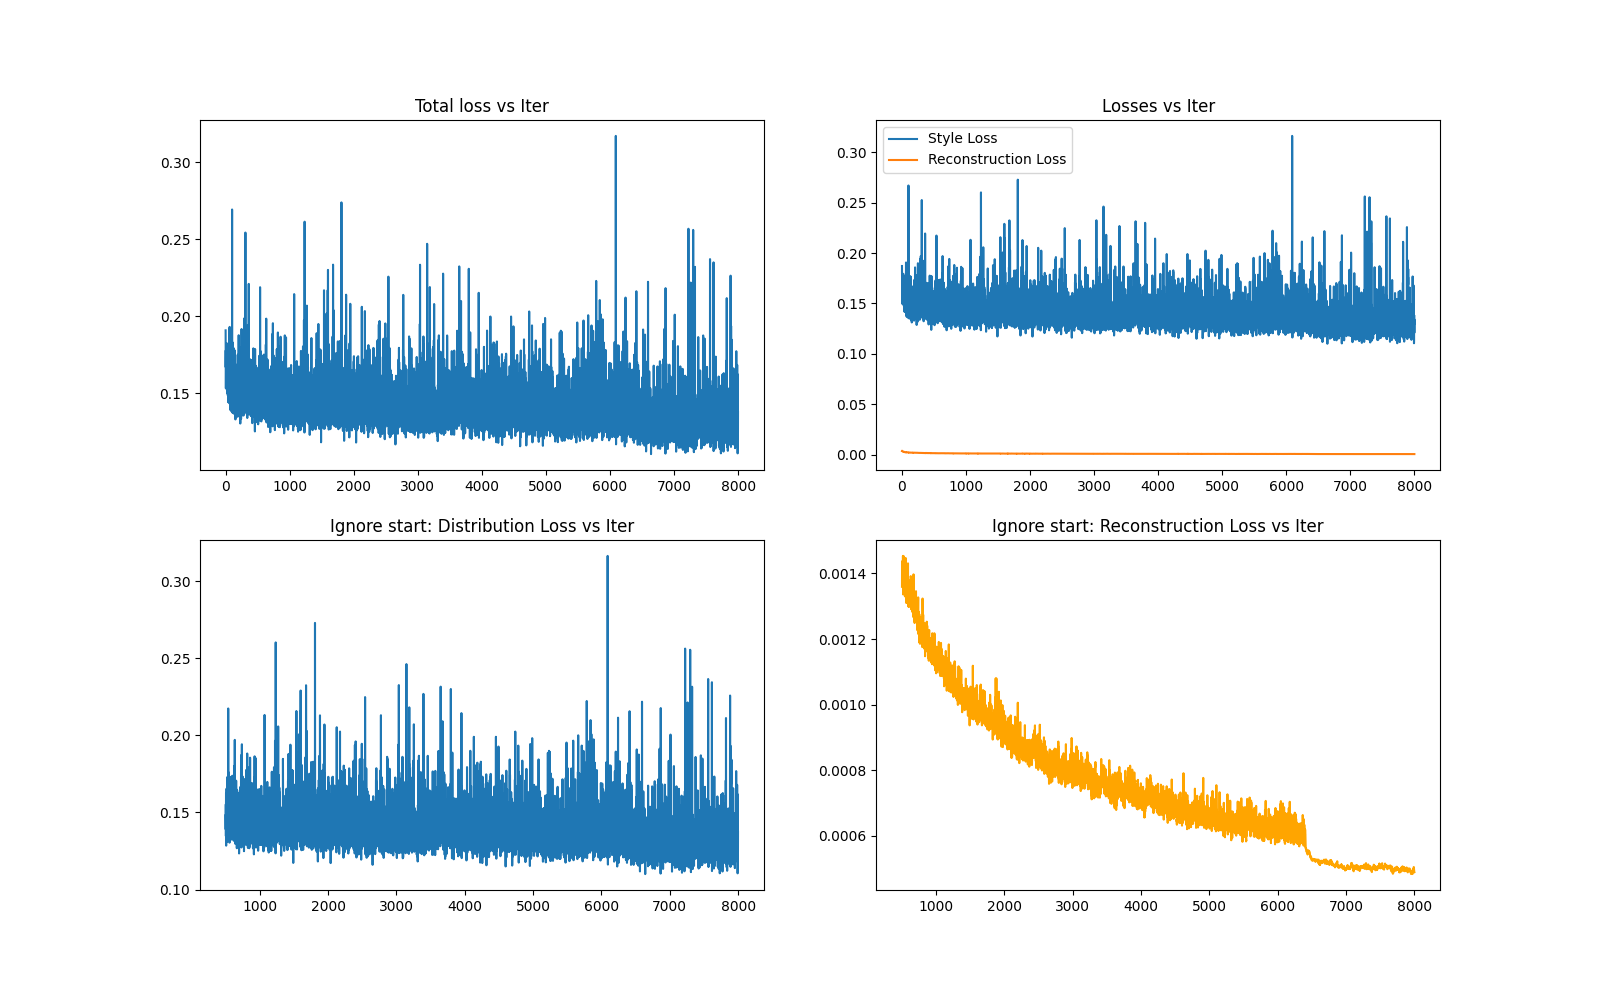 Total loss vs Iter
0.30
0.25
0.20
0.15
0 1000 2000 3000 4000 5000 6000 7000 8000
Losses vs Iter
Style Loss
Reconstruction Loss
0.30
0.25
0.20
0.15
0.10
0.05
0.00
0 1000 2000 3000 4000 5000 6000 7000 8000
Ignore start: Distribution Loss vs Iter
0.30
0.25
0.20
0.15
0.10
1000 2000 3000 4000 5000 6000 7000 8000
Ignore start: Reconstruction Loss vs Iter
0.0014
0.0012
0.0010
0.0008
0.0006
1000 2000 3000 4000 5000 6000 7000 8000